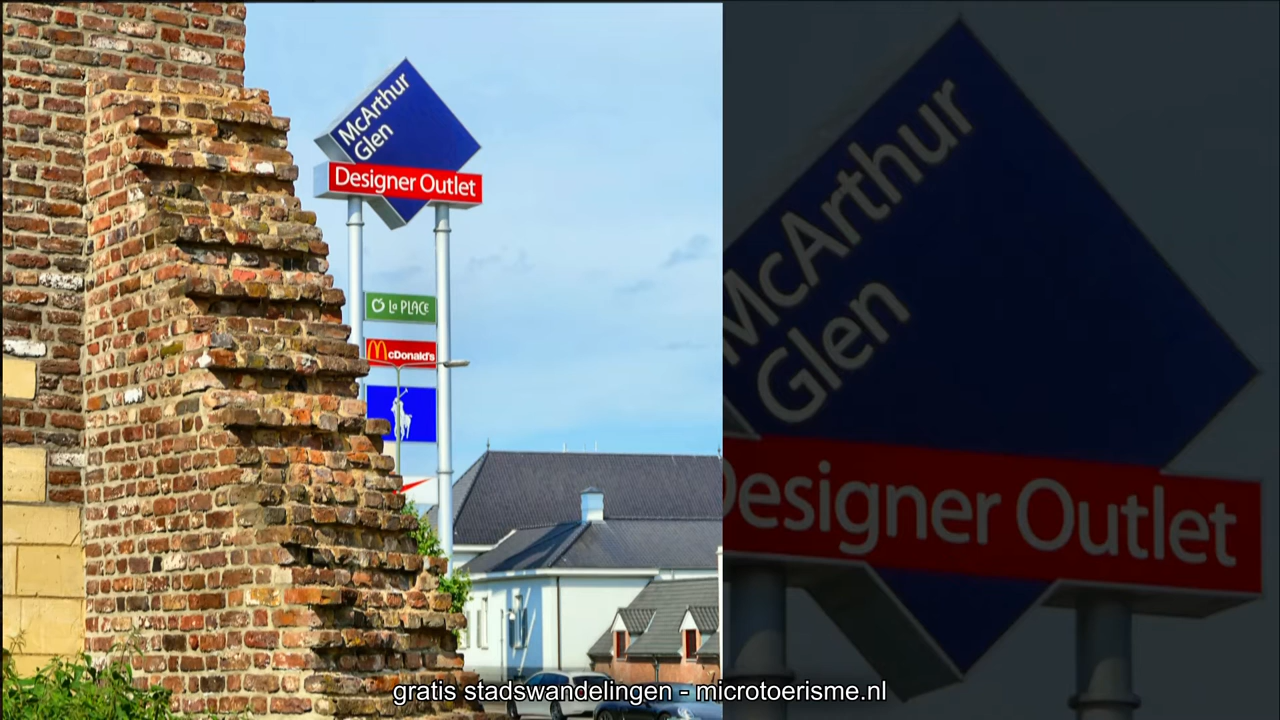 McArthur
Glen
Designer Outlet
La PLACE
McDonald's
McArthur
Glen
Designer Outlet
gratis stadswandelingen - microtoerisme.nl